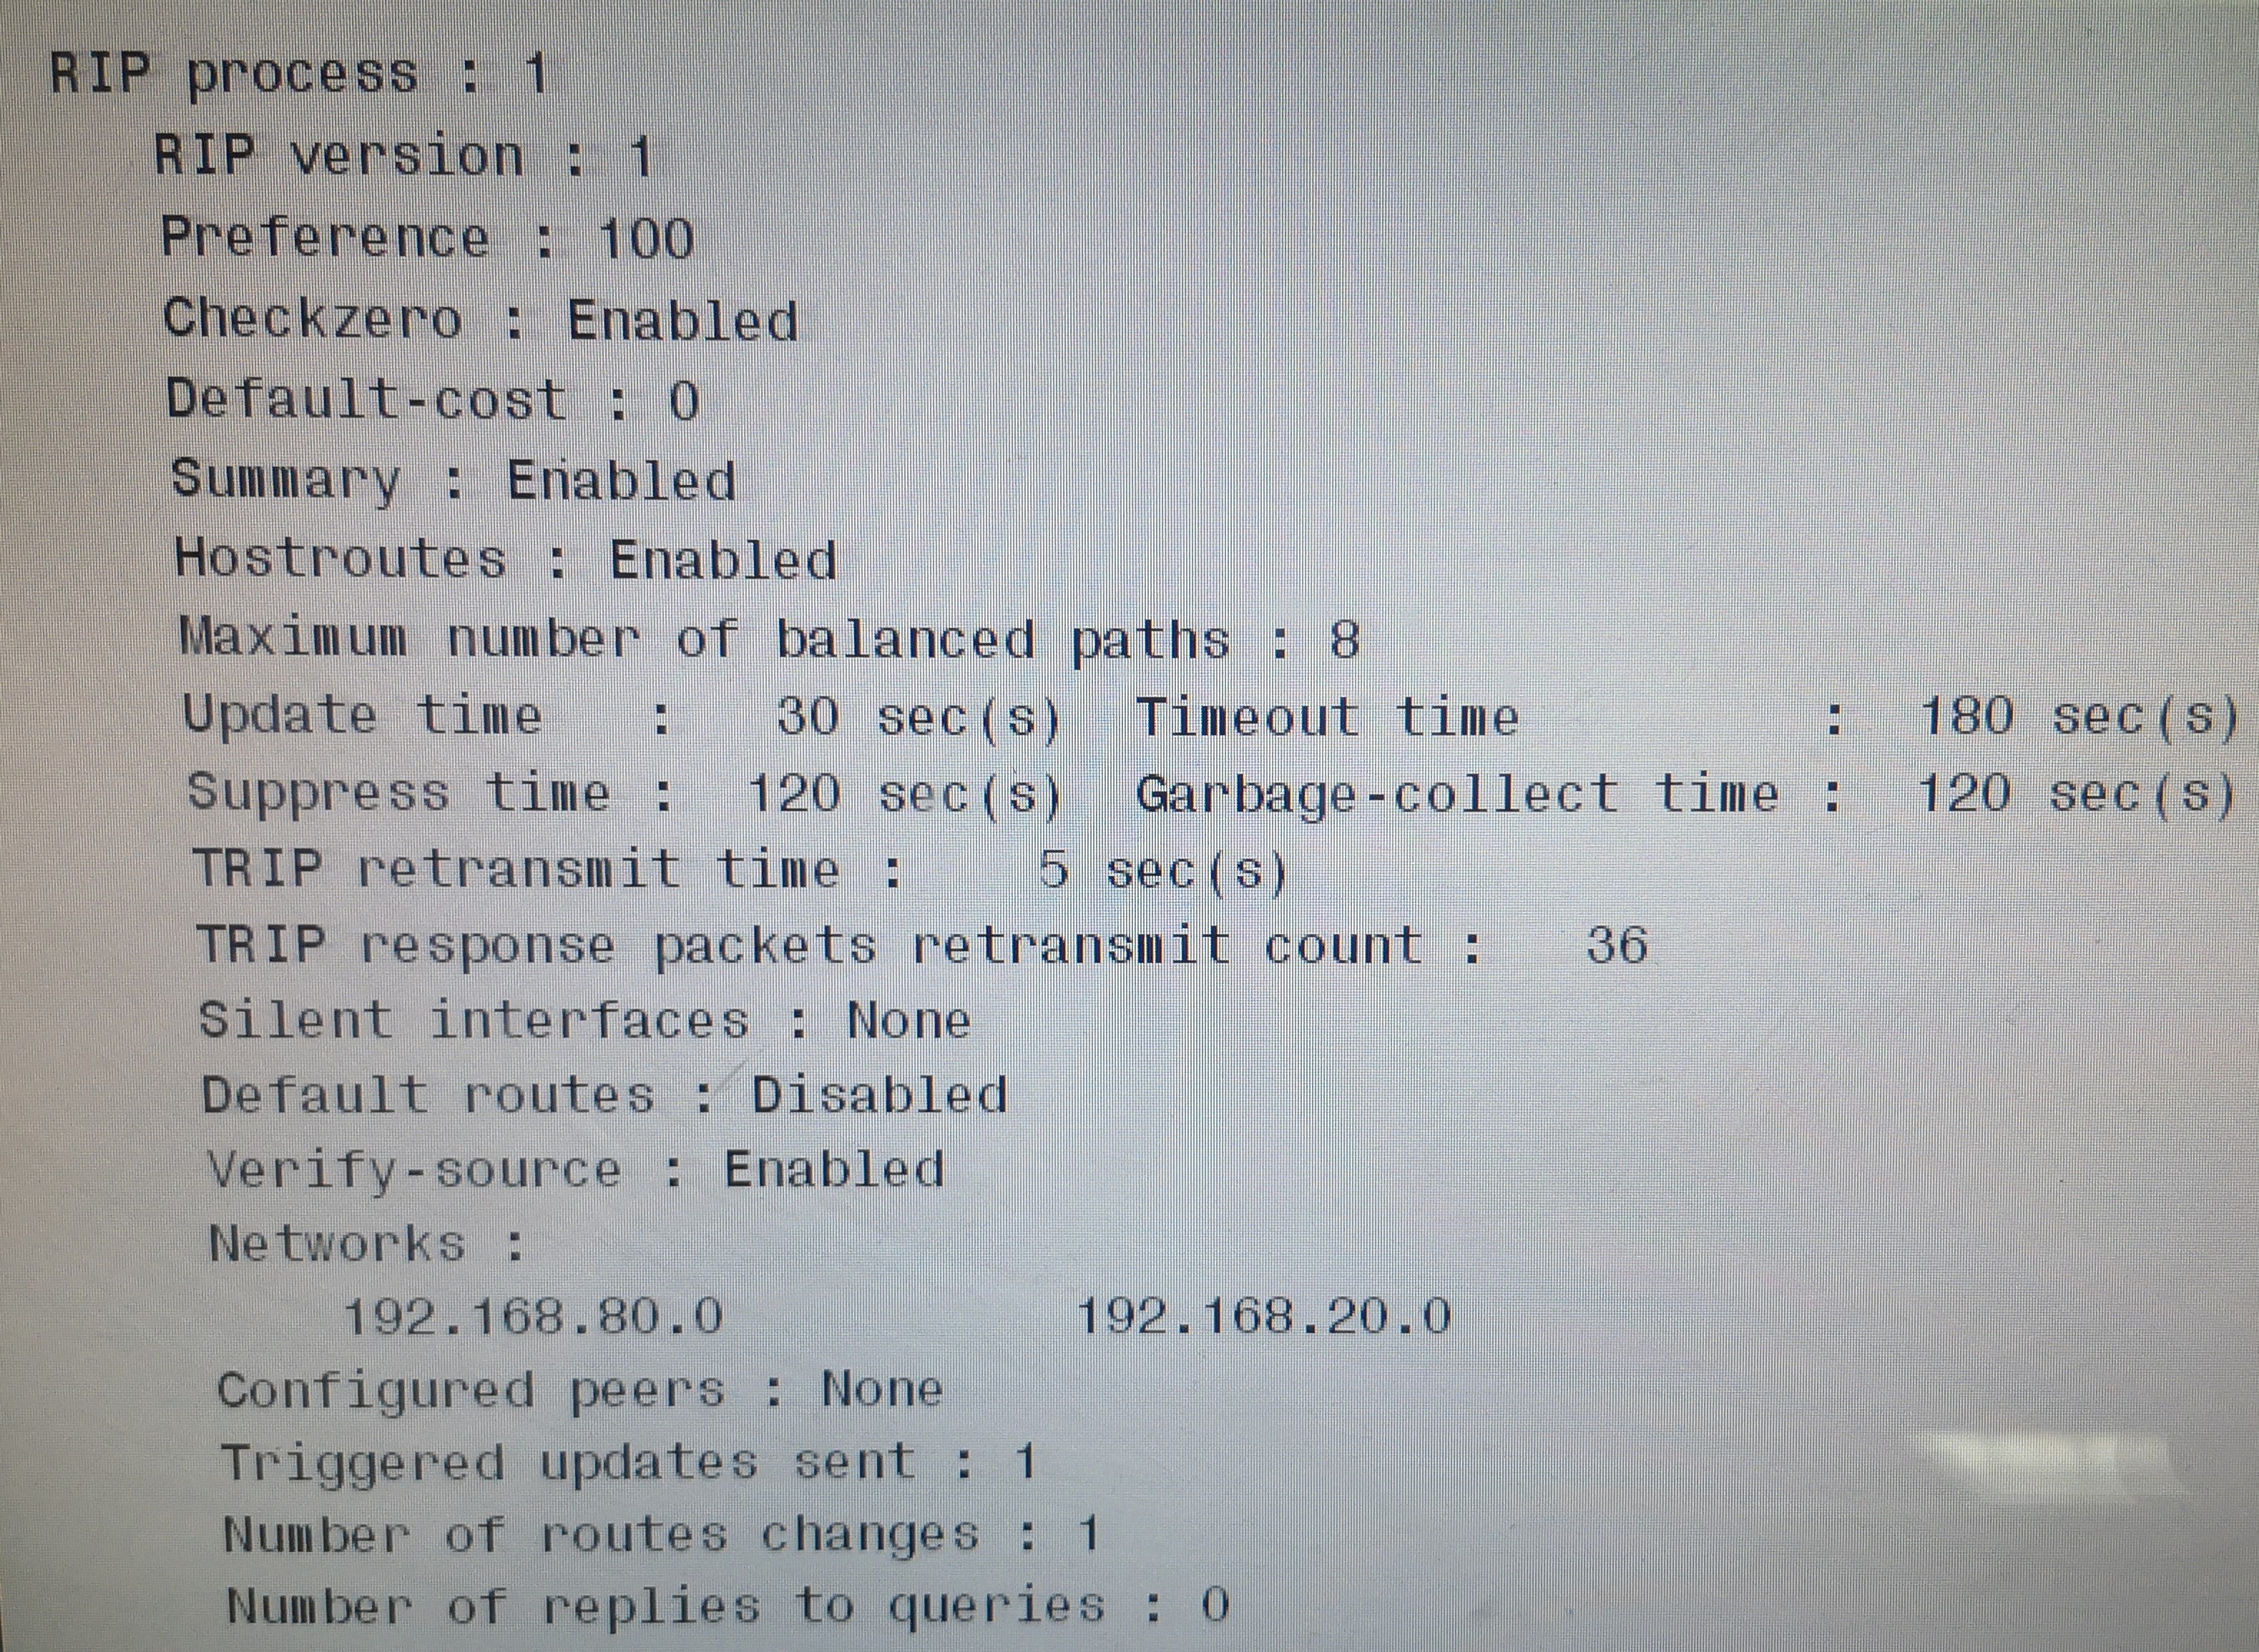 RIP process : 1
RIP version : 1
Preference : 100
Checkzero : Enabled
Default-cost : 0
Summary : Enabled
Hostroutes : Enabled
Maximum number of balanced paths : 8
Update time : 30 sec(s) Timeout time : 180 sec(s)
Suppress time : 120 sec(s) Garbage-collect time : 120 sec(s)
TRIP retransmit time : 5 sec(s)
TRIP response packets retransmit count : 36
Silent interfaces : None
Default routes : Disabled
Verify-source : Enabled
Networks :
192.168.80.0 192.168.20.0
Configured peers : None
Triggered updates sent : 1
Number of routes changes : 1
Number of replies to queries : 0